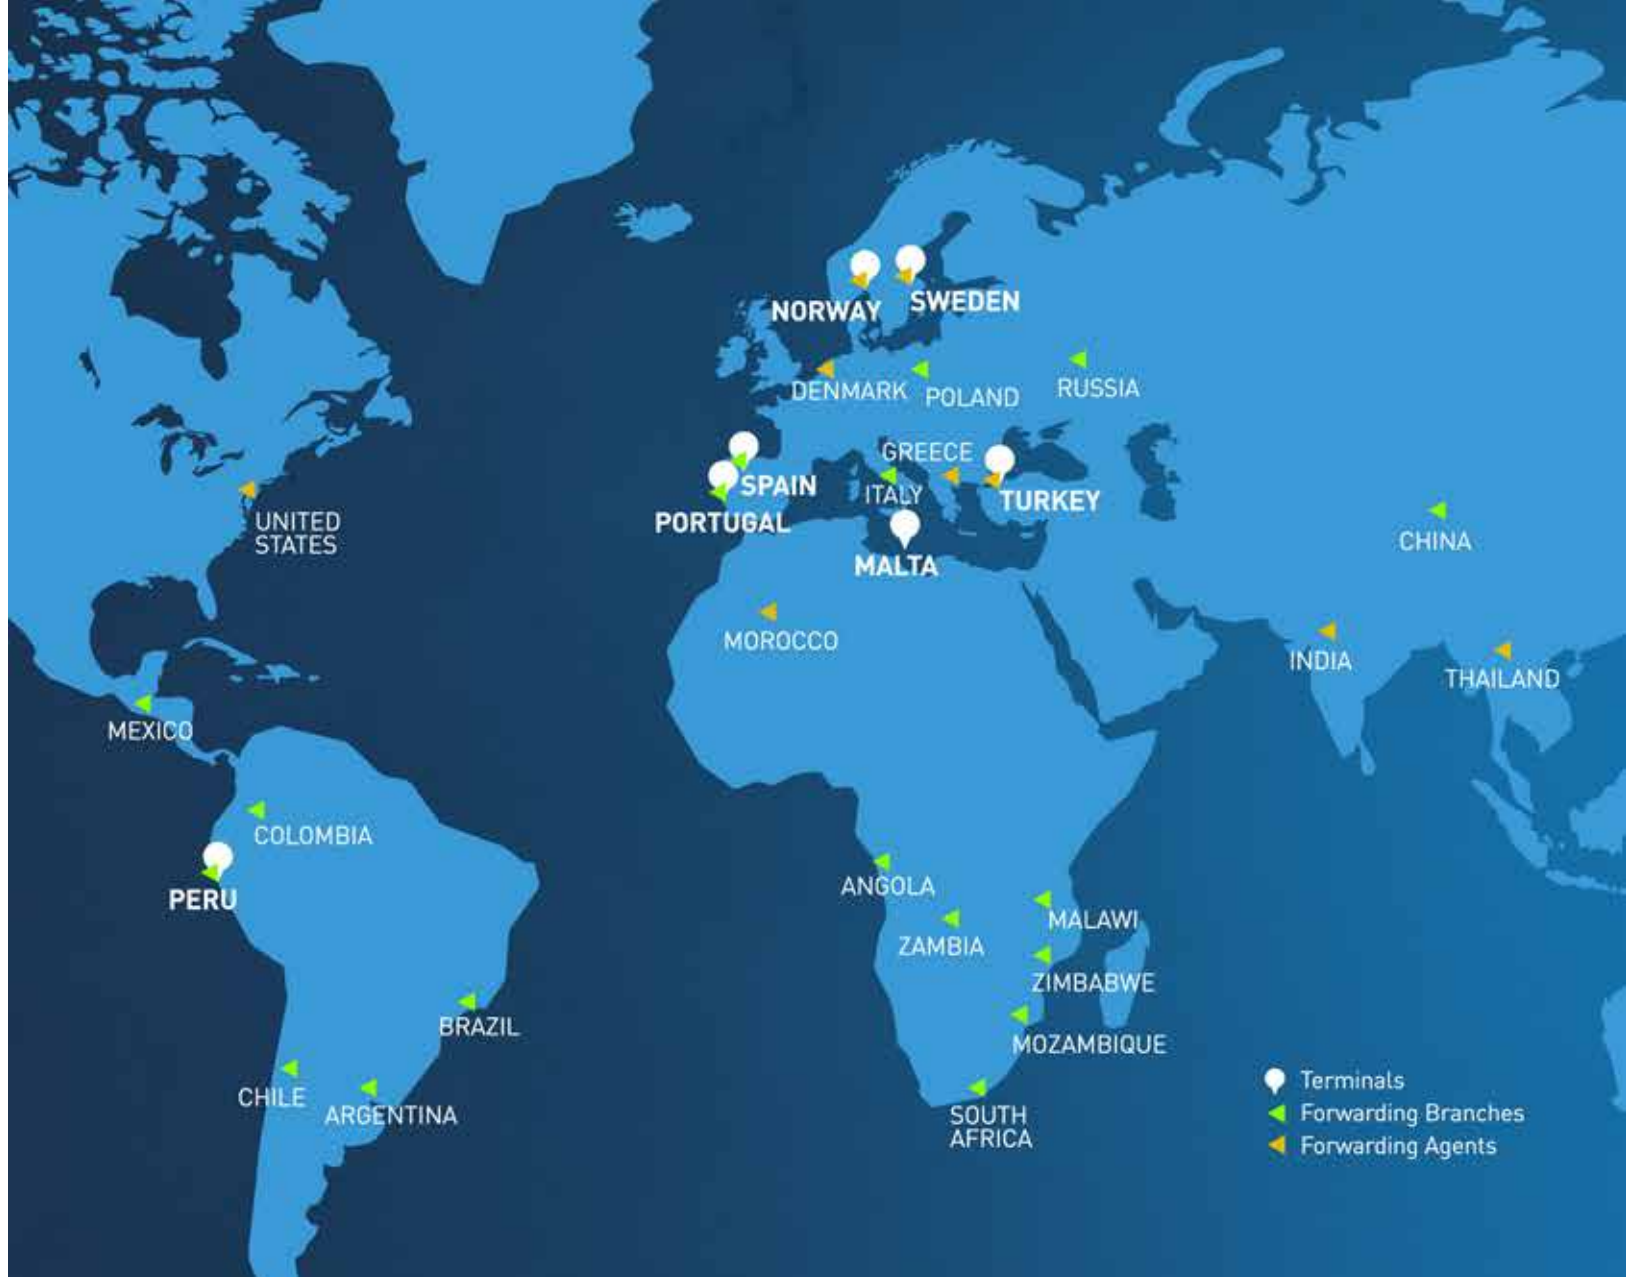 NORWAY
SWEDEN
DENMARK
POLAND
RUSSIA
GREECE
SPAIN
ITALY
TURKEY
PORTUGAL
UNITED
STATES
MALTA
CHINA
MOROCCO
INDIA
THAILAND
MEXICO
COLOMBIA
PERU
ANGOLA
MALAWI
ZAMBIA
ZIMBABWE
BRAZIL
MOZAMBIQUE
CHILE
ARGENTINA
SOUTH
AFRICA
Terminals
Forwarding Branches
Forwarding Agents